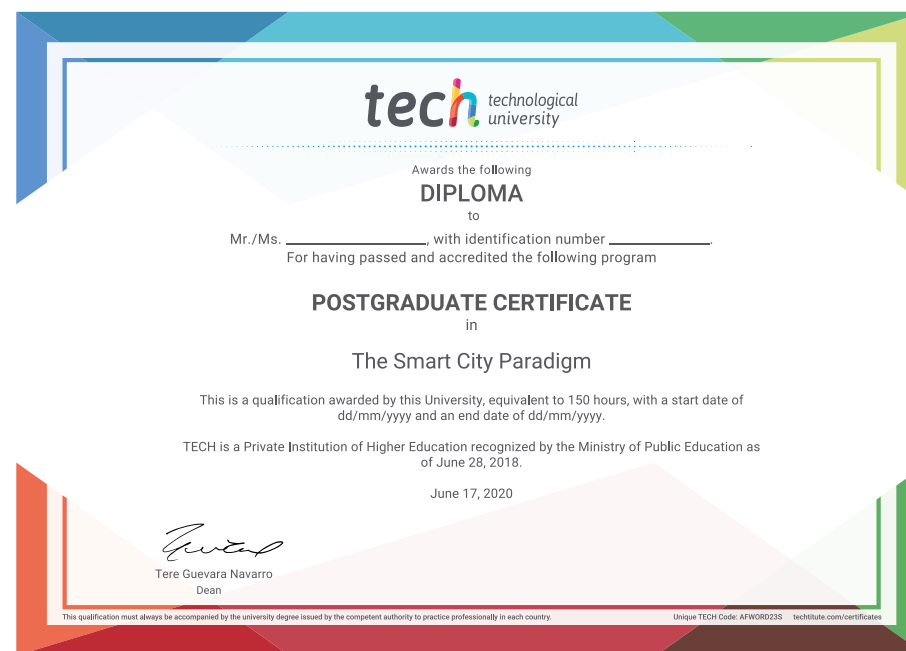 tech technological
university
Awards the following
DIPLOMA
to
Mr./Ms. ________________, with identification number ____________.
For having passed and accredited the following program
POSTGRADUATE CERTIFICATE
in
The Smart City Paradigm
This is a qualification awarded by this University, equivalent to 150 hours, with a start date of
dd/mm/yyyy and an end date of dd/mm/yyyy.
TECH is a Private Institution of Higher Education recognized by the Ministry of Public Education as
of June 28, 2018.
June 17, 2020
Tere Guevara Navarro
Dean
This qualification must always be accompanied by the university degree issued by the competent authority to practice professionally in each country. Unique TECH Code: AFWORD23S techtitute.com/certificates